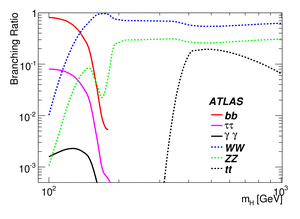 Branching Ratio
1
10⁻¹
10⁻²
10⁻³
ATLAS
bb
ττ
γ γ
WW
ZZ
tt
10²
10³
m_H [GeV]